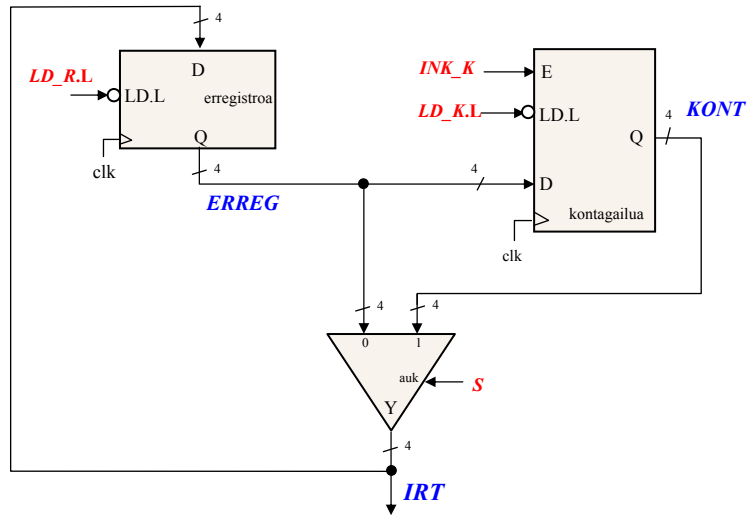 4
D
LD_R.L
LD.L
erregistroa
Q
clk
4
ERREG
INK_K
E
LD_K.L
LD.L
Q
4
KONT
4
D
kontagailua
clk
4
4
0
1
auk
S
Y
4
IRT